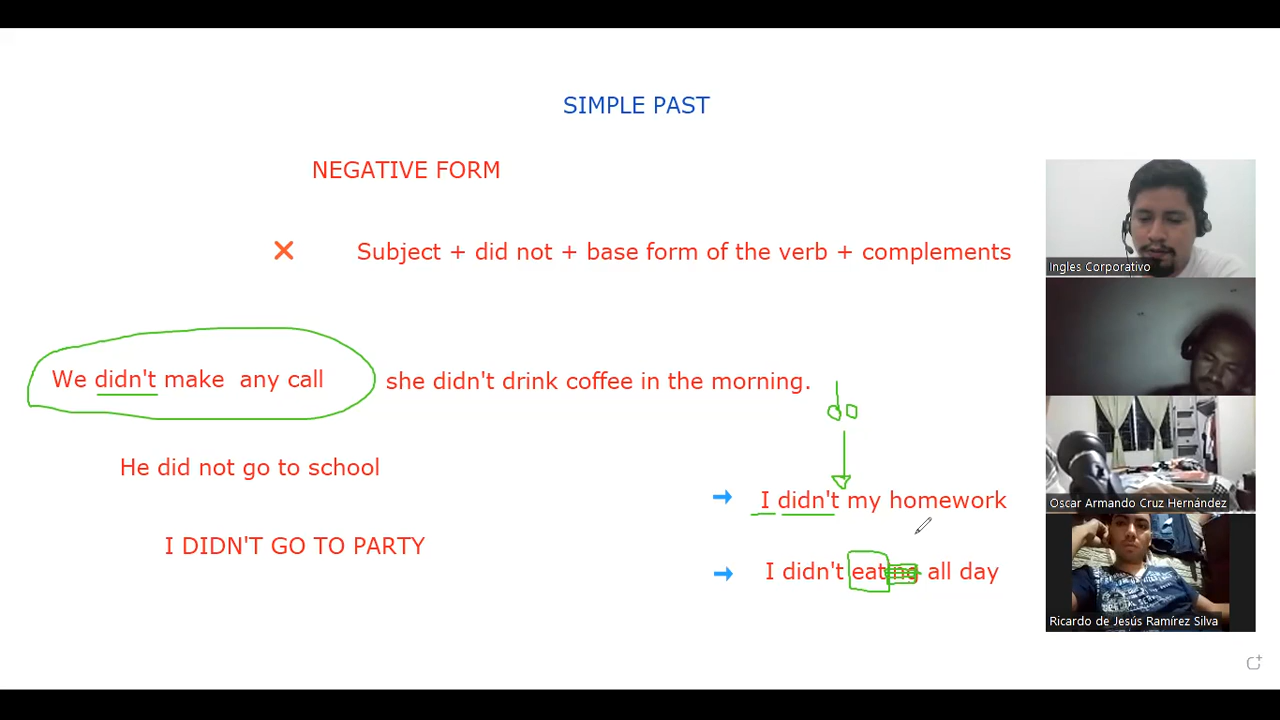 SIMPLE PAST
NEGATIVE FORM
Subject + did not + base form of the verb + complements
We didn't make any call
she didn't drink coffee in the morning.
do
He did not go to school
I didn't my homework
I DIDN'T GO TO PARTY
I didn't eat all day
Ingles Corporativo
Oscar Armando Cruz Hernández
Ricardo de Jesús Ramírez Silva